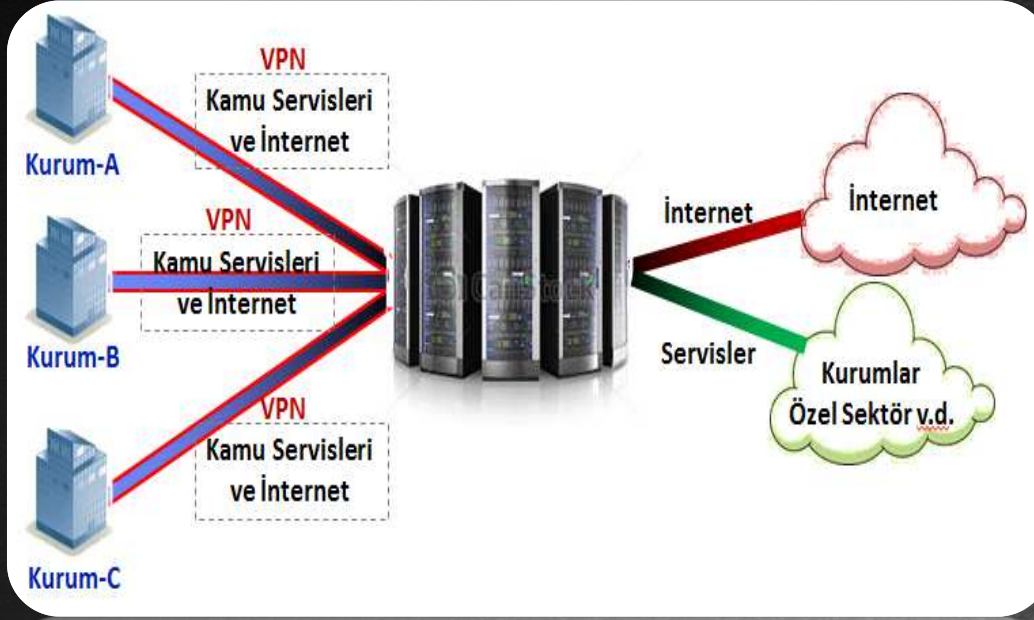 VPN
Kamu Servisleri
ve İnternet
Kurum-A
VPN
Kamu Servisleri
ve İnternet
Kurum-B
VPN
Kamu Servisleri
ve İnternet
Kurum-C
İnternet
İnternet
Servisler
Kurumlar
Özel Sektör v.d.